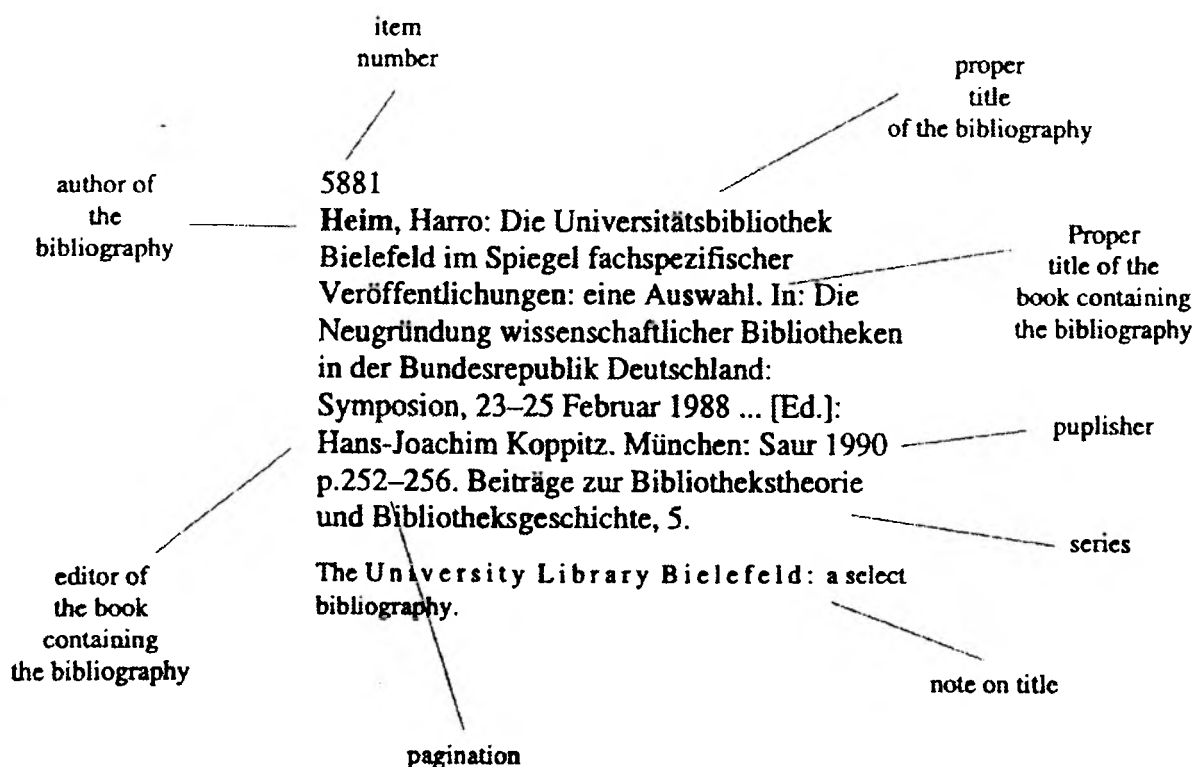 item
number
proper
title
of the bibliography
author of
the
bibliography
5881
Heim, Harro: Die Universitätsbibliothek
Bielefeld im Spiegel fachspezifischer
Veröffentlichungen: eine Auswahl. In: Die
Neugründung wissenschaftlicher Bibliotheken
in der Bundesrepublik Deutschland:
Symposion, 23–25 Februar 1988 ... [Ed.]:
Hans-Joachim Koppitz. München: Saur 1990
p.252–256. Beiträge zur Bibliothekstheorie
und Bibliotheksgeschichte, 5.
The University Library Bielefeld: a select
bibliography.
Proper
title of the
book containing
the bibliography
puplisher
series
editor of
the book
containing
the bibliography
note on title
pagination